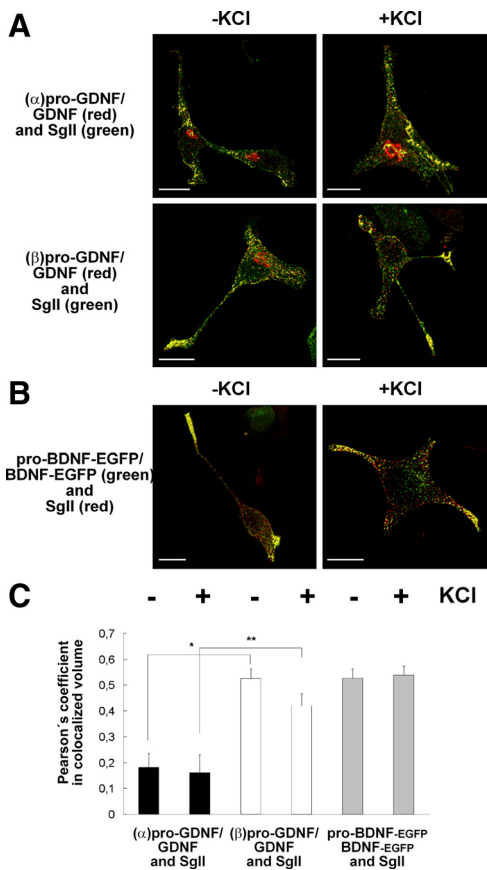 A
-KCl
+KCl
(α)pro-GDNF/
GDNF (red)
and SgII (green)
(β)pro-GDNF/
GDNF (red)
and
SgII (green)
B
-KCl
+KCl
pro-BDNF-EGFP/
BDNF-EGFP (green)
and
SgII (red)
C
- + - + - + KCl
Pearson´s coefficient
in colocalized volume
0,7
0,6
0,5
0,4
0,3
0,2
0,1
0
*
**
(α)pro-GDNF/
GDNF
and SgII
(β)pro-GDNF/
GDNF
and SgII
pro-BDNF-EGFP
BDNF-EGFP
and SgII